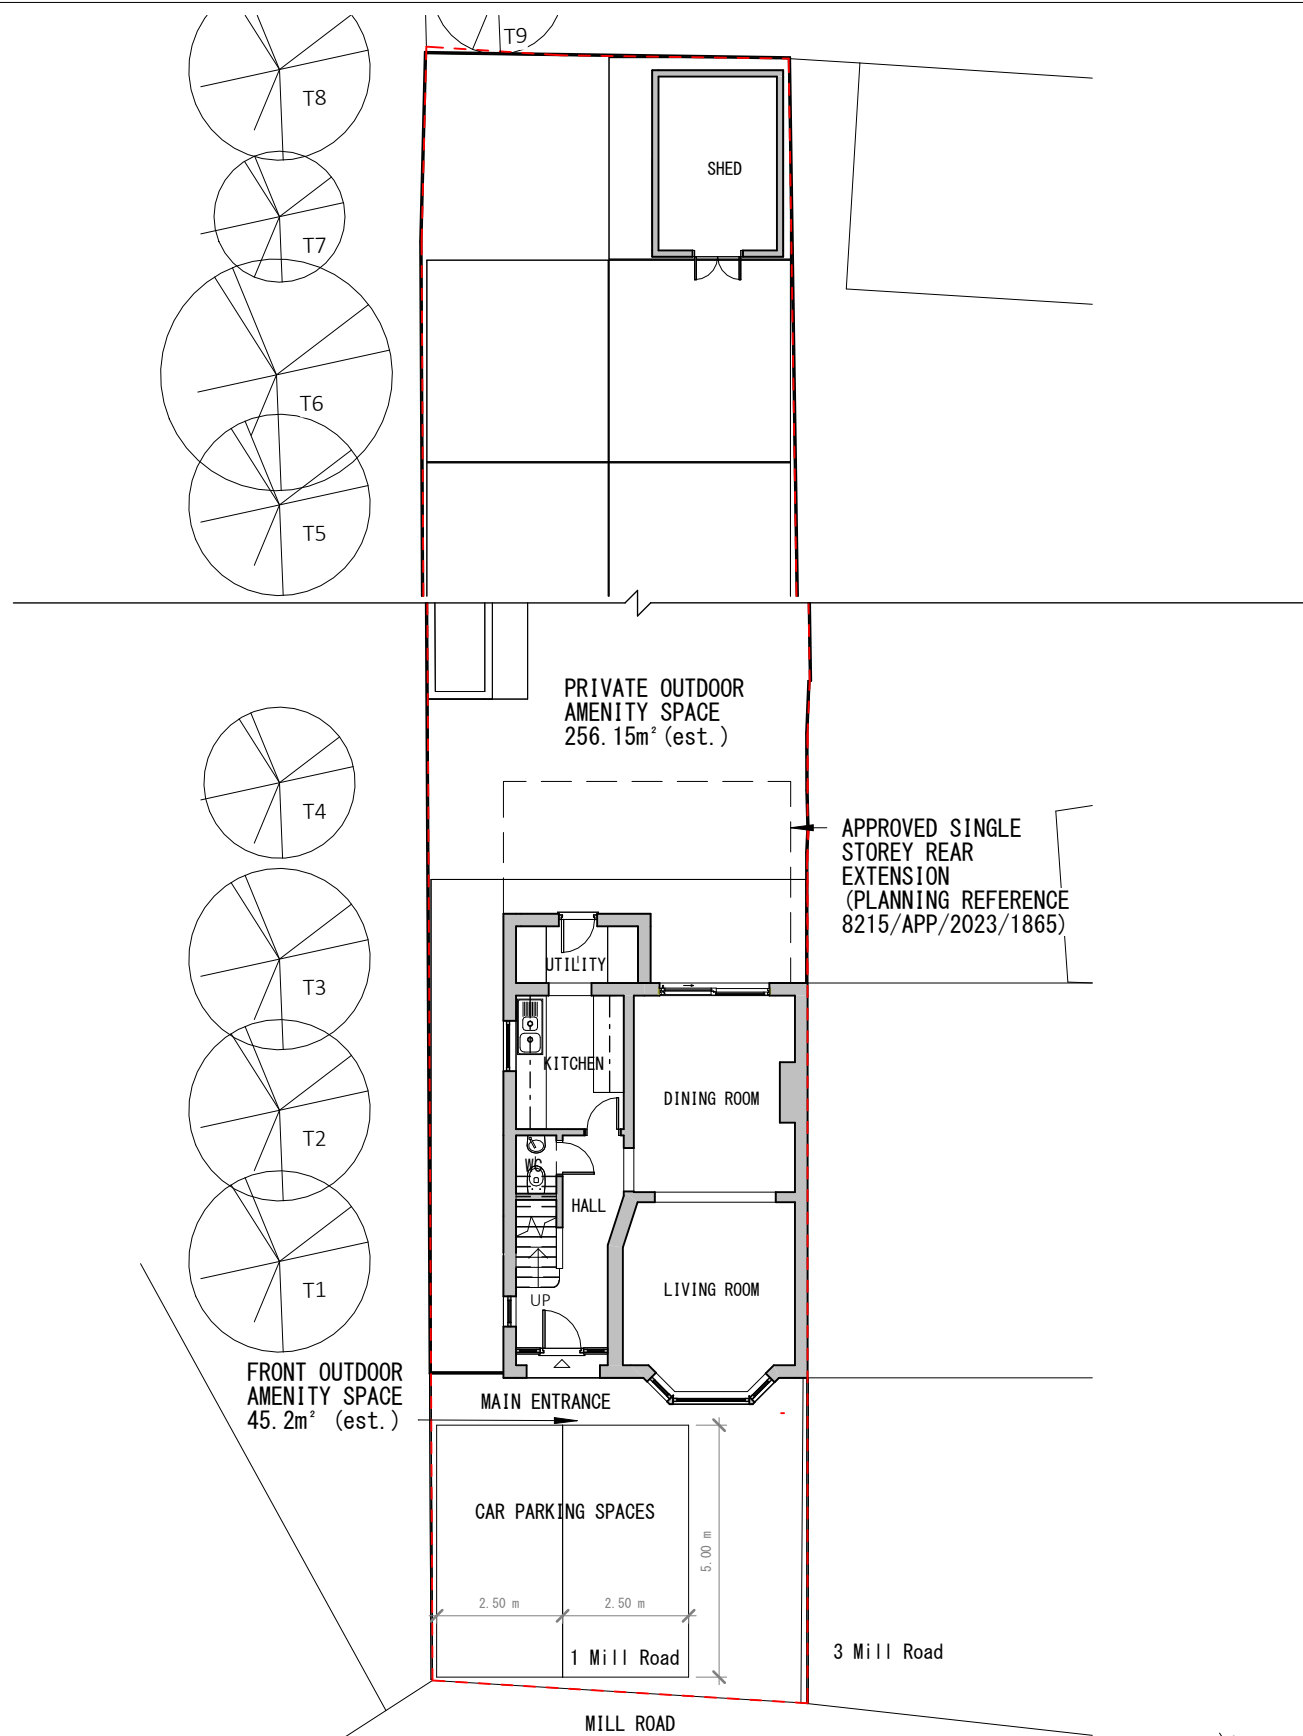 T9
T8
SHED
T7
T6
T5
PRIVATE OUTDOOR
AMENITY SPACE
256.15m² (est.)
T4
APPROVED SINGLE
STOREY REAR
EXTENSION
(PLANNING REFERENCE
8215/APP/2023/1865)
UTILITY
T3
KITCHEN
DINING ROOM
T2
WC
HALL
T1
LIVING ROOM
UP
FRONT OUTDOOR
AMENITY SPACE
45.2m² (est.)
MAIN ENTRANCE
CAR PARKING SPACES
5.00 m
2.50 m
2.50 m
1 Mill Road
3 Mill Road
MILL ROAD